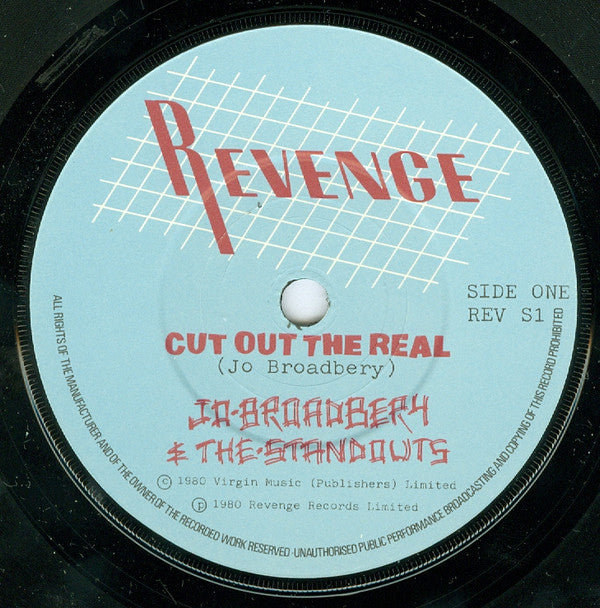 REVENGE
SIDE ONE
REV S1
CUT OUT THE REAL
(Jo Broadbery)
JO·BROADBERY
& THE·STANDOUTS
© 1980 Virgin Music (Publishers) Limited
℗ 1980 Revenge Records Limited
ALL RIGHTS OF THE MANUFACTURER AND OF THE OWNER OF THE RECORDED WORK RESERVED·UNAUTHORISED PUBLIC PERFORMANCE BROADCASTING AND COPYING OF THIS RECORD PROHIBITED